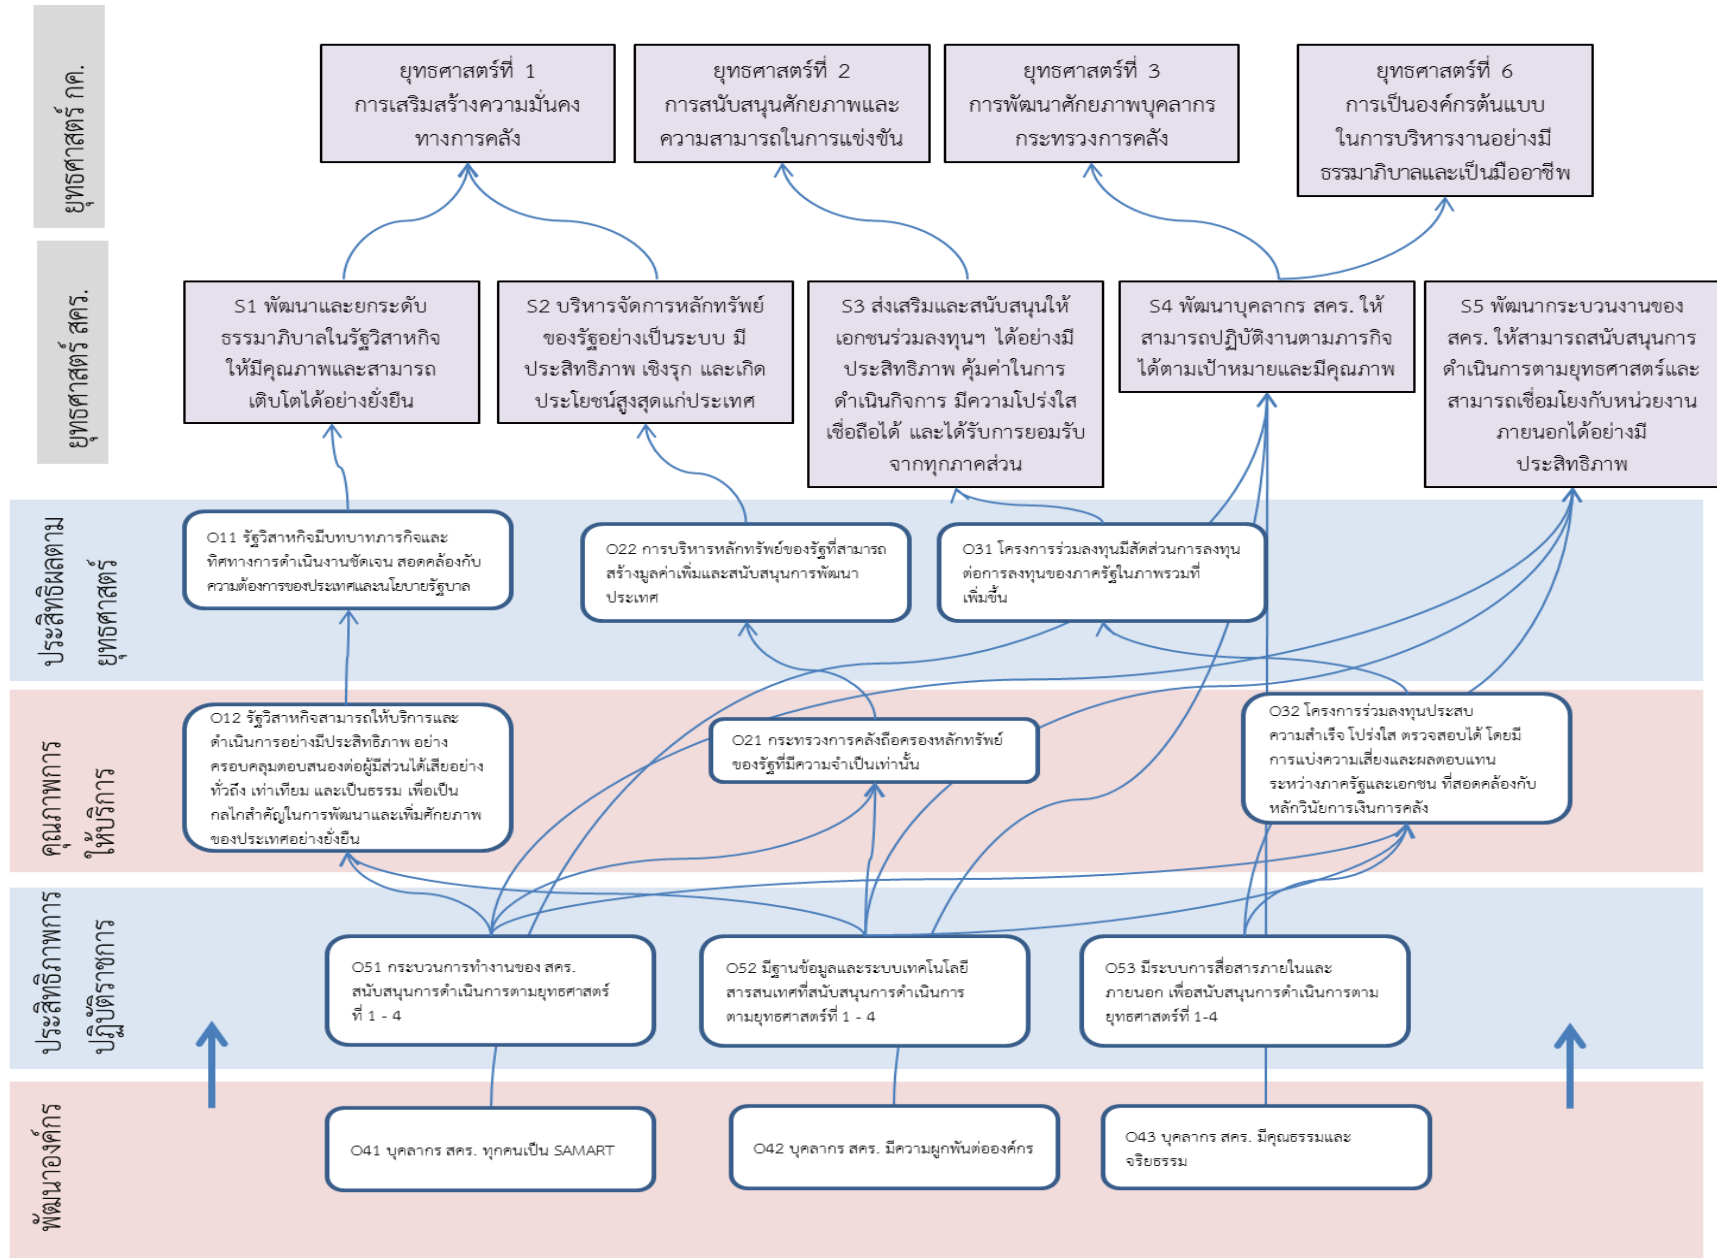 ยุทธศาสตร์ กค.
ยุทธศาสตร์ที่ 1
การเสริมสร้างความมั่นคง
ทางการคลัง
ยุทธศาสตร์ที่ 2
การสนับสนุนศักยภาพและ
ความสามารถในการแข่งขัน
ยุทธศาสตร์ที่ 3
การพัฒนาศักยภาพบุคลากร
กระทรวงการคลัง
ยุทธศาสตร์ที่ 6
การเป็นองค์กรต้นแบบ
ในการบริหารงานอย่างมี
ธรรมาภิบาลและเป็นมืออาชีพ
ยุทธศาสตร์ สคร.
S1 พัฒนาและยกระดับ
ธรรมาภิบาลในรัฐวิสาหกิจ
ให้มีคุณภาพและสามารถ
เติบโตได้อย่างยั่งยืน
S2 บริหารจัดการหลักทรัพย์
ของรัฐอย่างเป็นระบบ มี
ประสิทธิภาพ เชิงรุก และเกิด
ประโยชน์สูงสุดแก่ประเทศ
S3 ส่งเสริมและสนับสนุนให้
เอกชนร่วมลงทุนฯ ได้อย่างมี
ประสิทธิภาพ คุ้มค่าในการ
ดำเนินกิจการ มีความโปร่งใส
เชื่อถือได้ และได้รับการยอมรับ
จากทุกภาคส่วน
S4 พัฒนาบุคลากร สคร. ให้
สามารถปฏิบัติงานตามภารกิจ
ได้ตามเป้าหมายและมีคุณภาพ
S5 พัฒนากระบวนงานของ
สคร. ให้สามารถสนับสนุนการ
ดำเนินการตามยุทธศาสตร์และ
สามารถเชื่อมโยงกับหน่วยงาน
ภายนอกได้อย่างมี
ประสิทธิภาพ
ประสิทธิผลตาม
ยุทธศาสตร์
O11 รัฐวิสาหกิจมีบทบาทภารกิจและ
ทิศทางการดำเนินงานชัดเจน สอดคล้องกับ
ความต้องการของประเทศและนโยบายรัฐบาล
O22 การบริหารหลักทรัพย์ของรัฐที่สามารถ
สร้างมูลค่าเพิ่มและสนับสนุนการพัฒนา
ประเทศ
O31 โครงการร่วมลงทุนมีสัดส่วนการลงทุน
ต่อการลงทุนของภาครัฐในภาพรวมที่
เพิ่มขึ้น
คุณภาพการ
ให้บริการ
O12 รัฐวิสาหกิจสามารถให้บริการและ
ดำเนินการอย่างมีประสิทธิภาพ อย่าง
ครอบคลุมตอบสนองต่อผู้มีส่วนได้เสียอย่าง
ทั่วถึง เท่าเทียม และเป็นธรรม เพื่อเป็น
กลไกสำคัญในการพัฒนาและเพิ่มศักยภาพ
ของประเทศอย่างยั่งยืน
O21 กระทรวงการคลังถือครองหลักทรัพย์
ของรัฐที่มีความจำเป็นเท่านั้น
O32 โครงการร่วมลงทุนประสบ
ความสำเร็จ โปร่งใส ตรวจสอบได้ โดยมี
การแบ่งความเสี่ยงและผลตอบแทน
ระหว่างภาครัฐและเอกชน ที่สอดคล้องกับ
หลักวินัยการเงินการคลัง
ประสิทธิภาพการ
ปฏิบัติราชการ
O51 กระบวนการทำงานของ สคร.
สนับสนุนการดำเนินการตามยุทธศาสตร์
ที่ 1 - 4
O52 มีฐานข้อมูลและระบบเทคโนโลยี
สารสนเทศที่สนับสนุนการดำเนินการ
ตามยุทธศาสตร์ที่ 1 - 4
O53 มีระบบการสื่อสารภายในและ
ภายนอก เพื่อสนับสนุนการดำเนินการตาม
ยุทธศาสตร์ที่ 1-4
พัฒนาองค์กร
O41 บุคลากร สคร. ทุกคนเป็น SAMART
O42 บุคลากร สคร. มีความผูกพันต่อองค์กร
O43 บุคลากร สคร. มีคุณธรรมและ
จริยธรรม